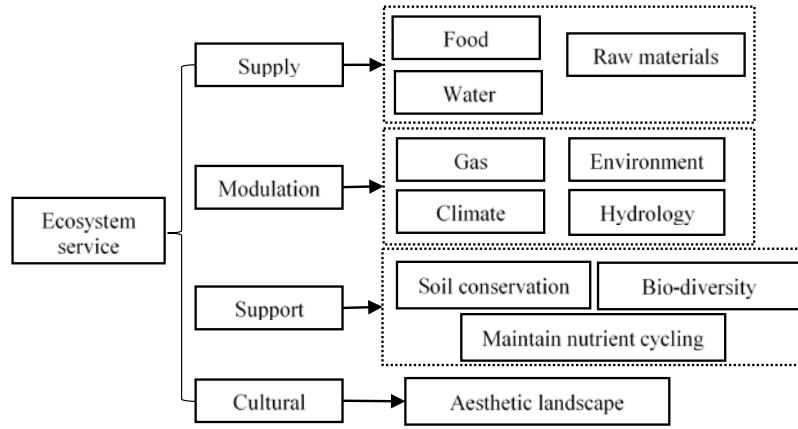 Ecosystem
service
Supply
Food
Water
Raw materials
Modulation
Gas
Environment
Climate
Hydrology
Support
Soil conservation
Bio-diversity
Maintain nutrient cycling
Cultural
Aesthetic landscape